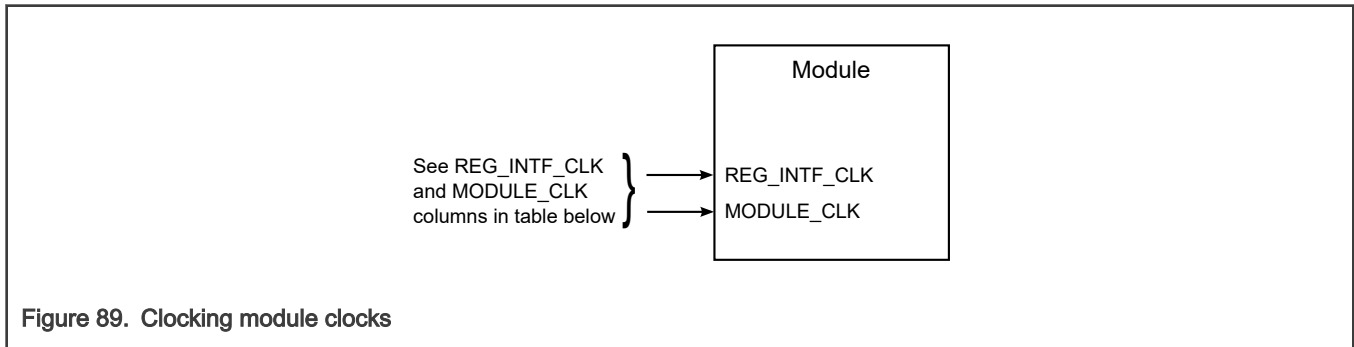 Module
See REG_INTF_CLK
and MODULE_CLK
columns in table below
REG_INTF_CLK
MODULE_CLK
Figure 89. Clocking module clocks